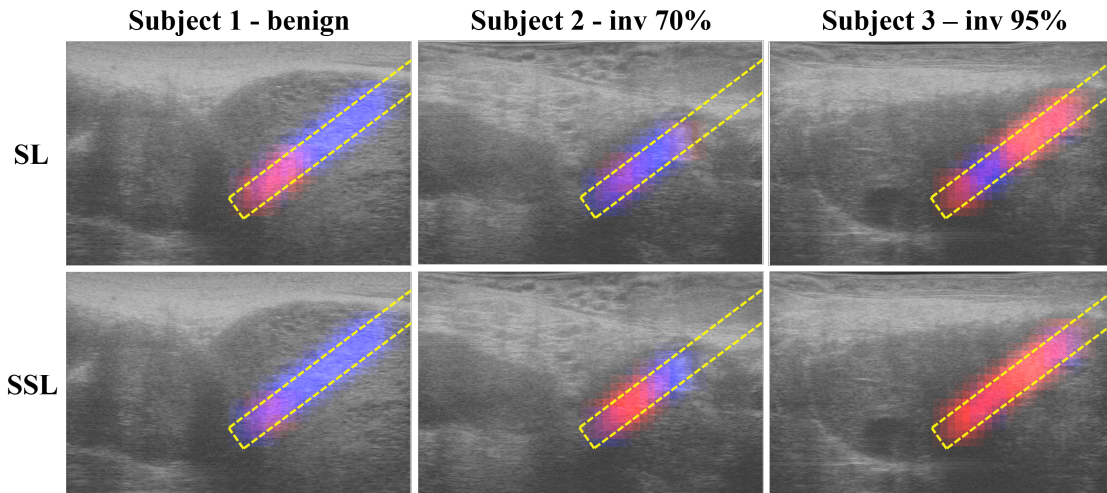 Subject 1 - benign
Subject 2 - inv 70%
Subject 3 – inv 95%
SL
SSL